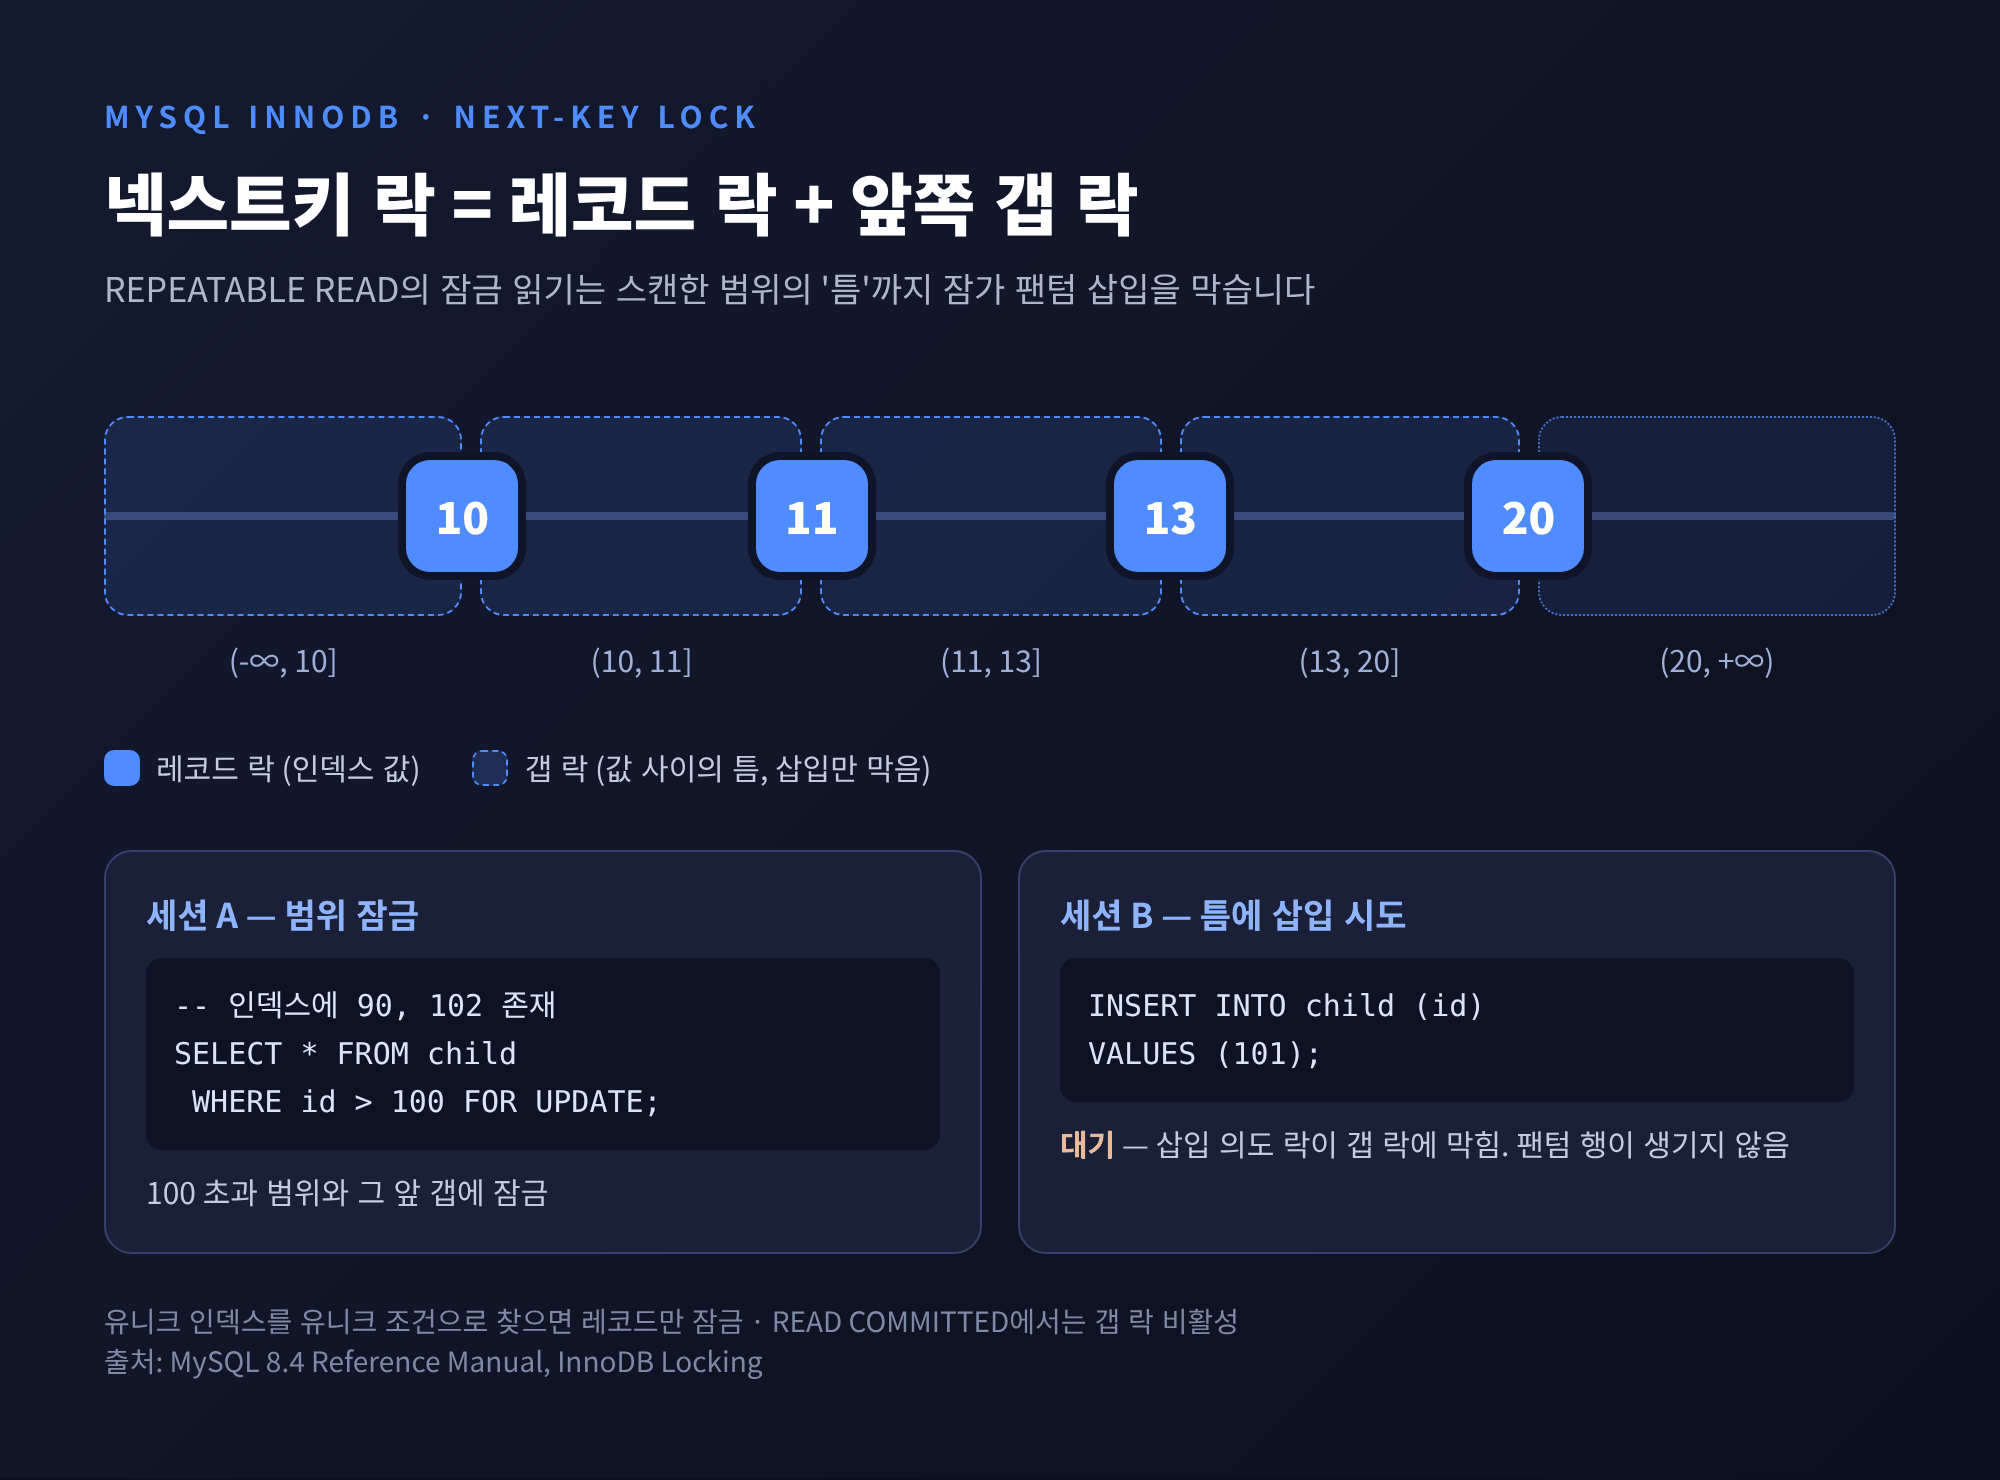 MYSQL INNODB · NEXT-KEY LOCK
넥스트키 락 = 레코드 락 + 앞쪽 갭 락
REPEATABLE READ의 잠금 읽기는 스캔한 범위의 '틈'까지 잠가 팬텀 삽입을 막습니다
10 11 13 20
(-∞, 10] (10, 11] (11, 13] (13, 20] (20, +∞)
레코드 락 (인덱스 값) 갭 락 (값 사이의 틈, 삽입만 막음)
세션 A — 범위 잠금
-- 인덱스에 90, 102 존재
SELECT * FROM child
 WHERE id > 100 FOR UPDATE;
100 초과 범위와 그 앞 갭에 잠금
세션 B — 틈에 삽입 시도
INSERT INTO child (id)
VALUES (101);
대기 — 삽입 의도 락이 갭 락에 막힘. 팬텀 행이 생기지 않음
유니크 인덱스를 유니크 조건으로 찾으면 레코드만 잠금 · READ COMMITTED에서는 갭 락 비활성
출처: MySQL 8.4 Reference Manual, InnoDB Locking